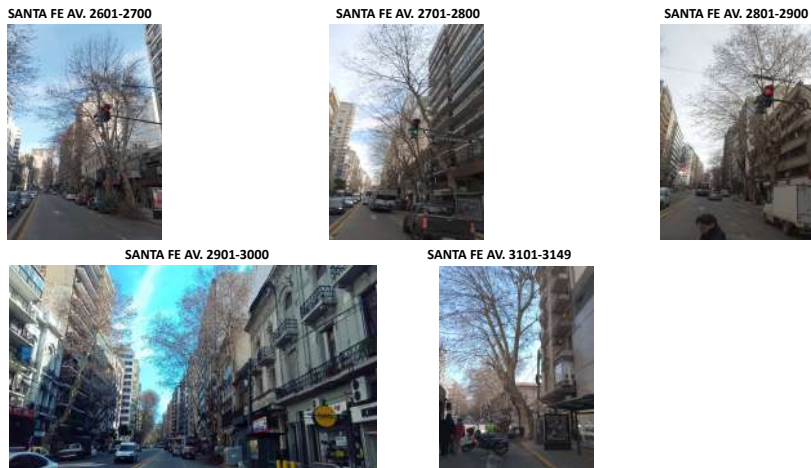 SANTA FE AV. 2601-2700
SANTA FE AV. 2701-2800
SANTA FE AV. 2801-2900
SANTA FE AV. 2901-3000
SANTA FE AV. 3101-3149